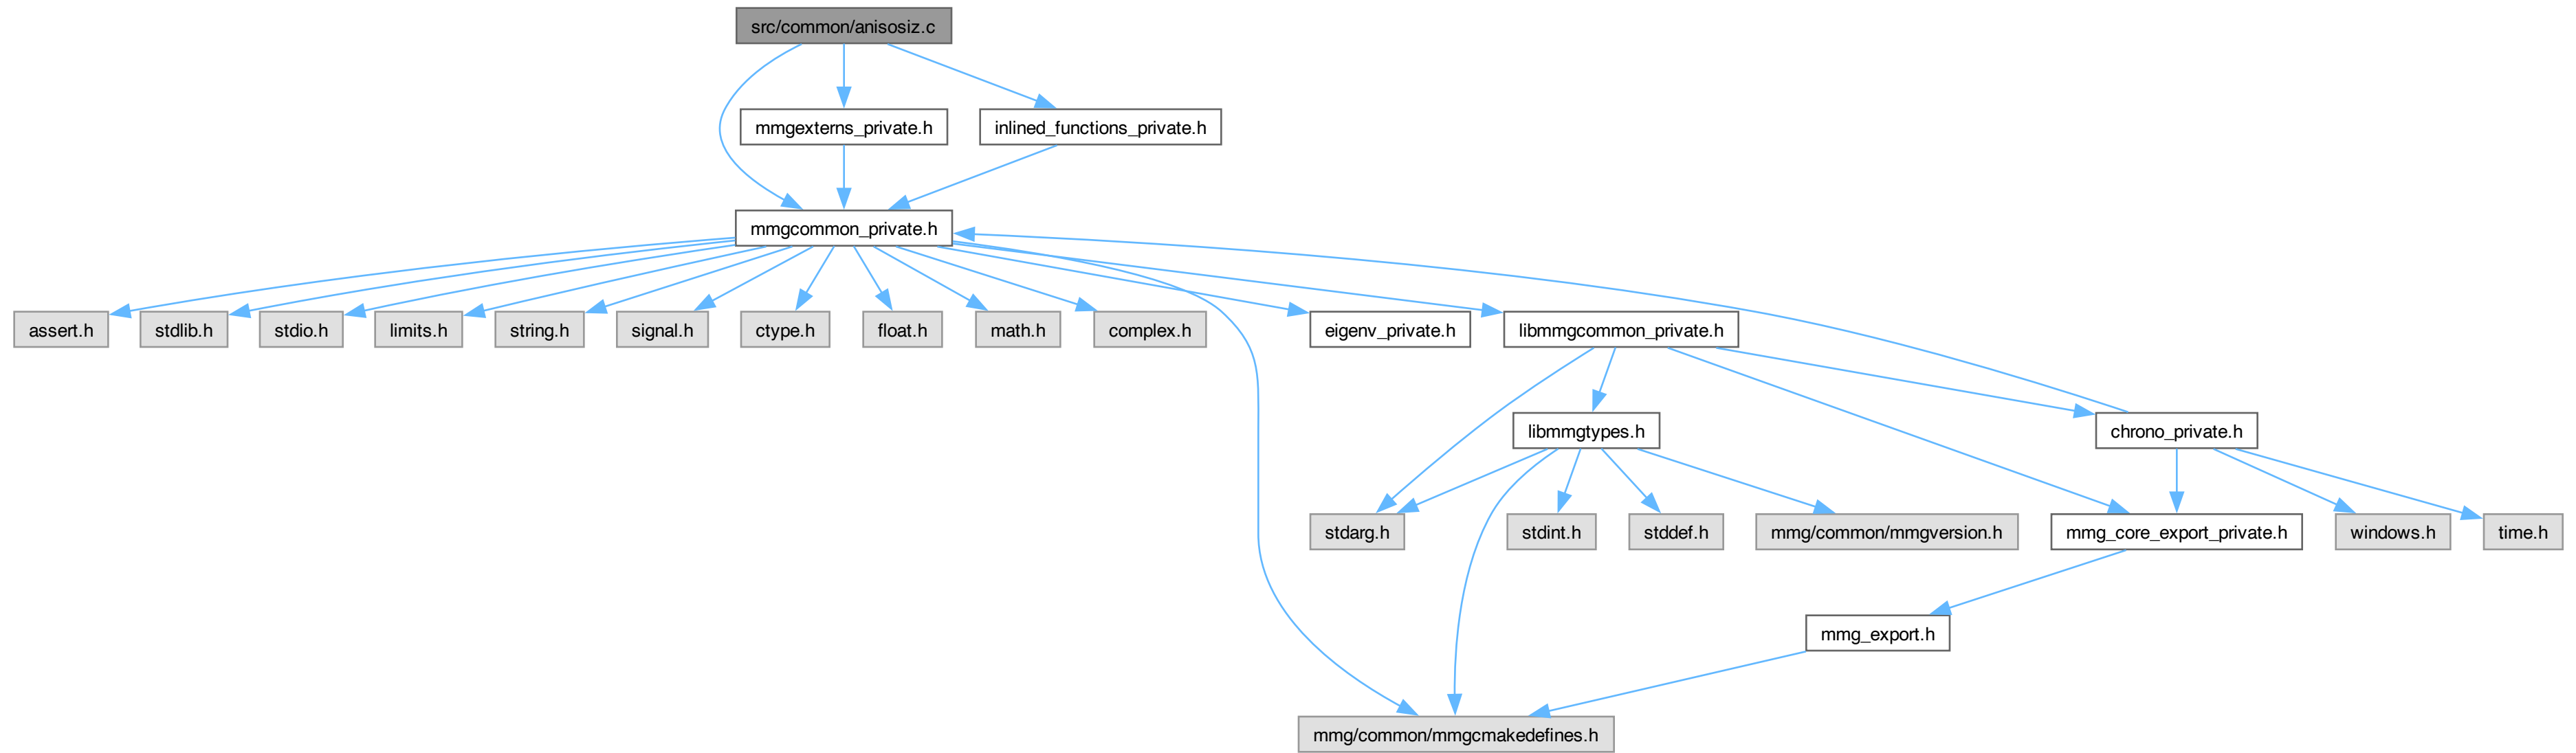 src/common/anisosiz.c
mmgexterns_private.h
inlined_functions_private.h
mmgcommon_private.h
assert.h
stdlib.h
stdio.h
limits.h
string.h
signal.h
ctype.h
float.h
math.h
complex.h
eigenv_private.h
libmmgcommon_private.h
libmmgtypes.h
chrono_private.h
stdarg.h
stdint.h
stddef.h
mmg/common/mmgversion.h
mmg_core_export_private.h
windows.h
time.h
mmg_export.h
mmg/common/mmgcmakedefines.h